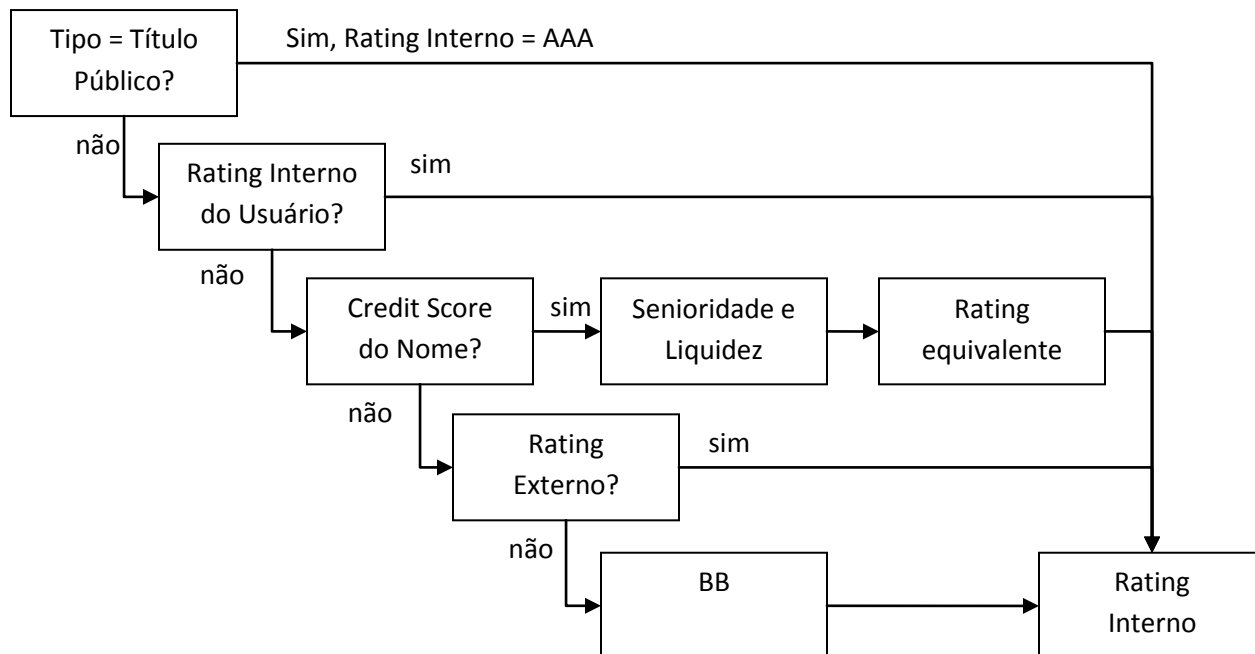 Tipo = Título
Público?
Sim, Rating Interno = AAA
não
Rating Interno
do Usuário?
sim
não
Credit Score
do Nome?
sim
Senioridade e
Liquidez
Rating
equivalente
não
Rating
Externo?
sim
não
BB
Rating
Interno